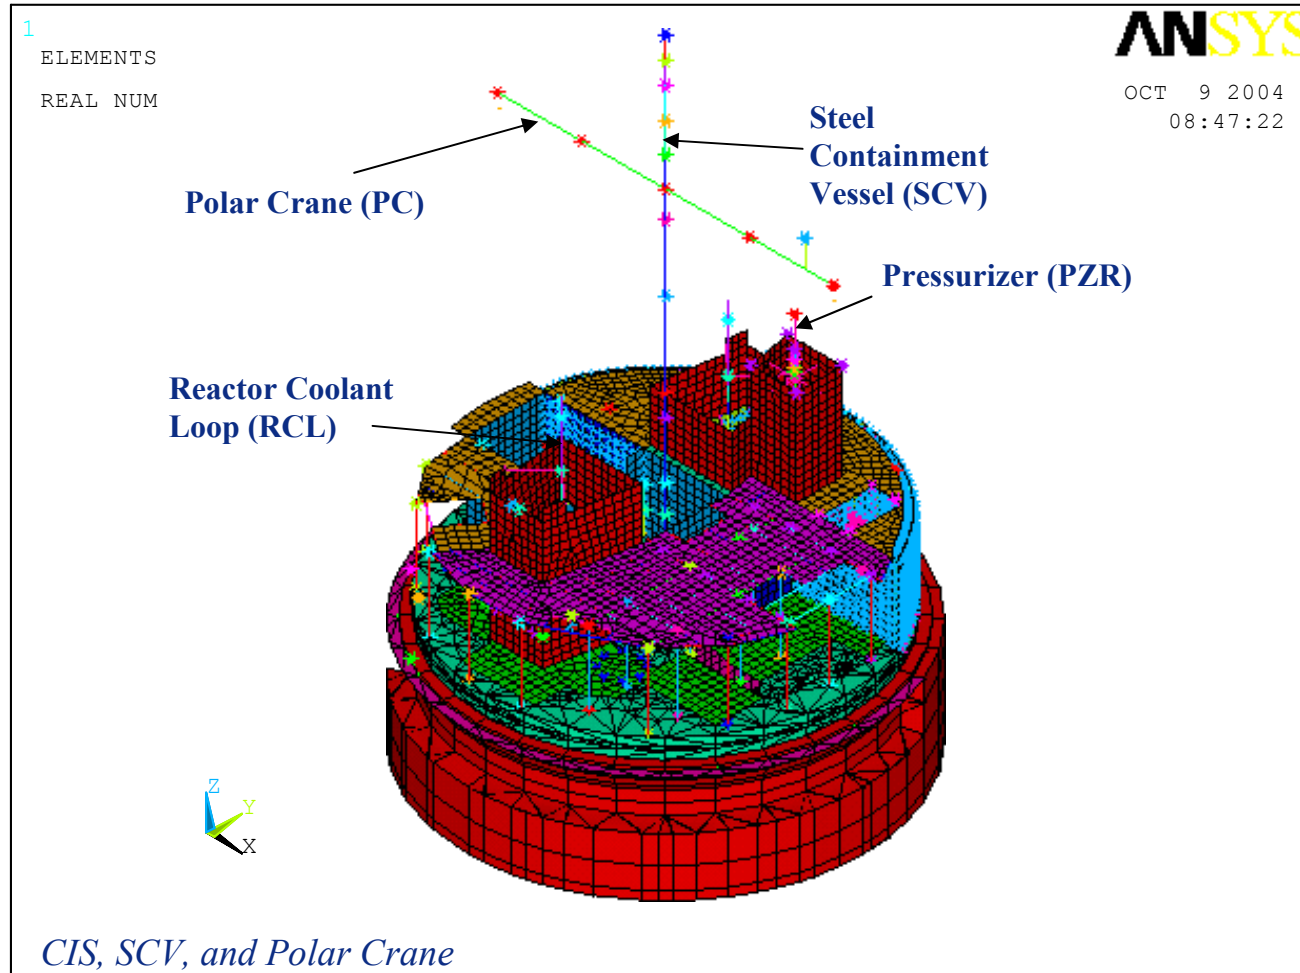 1
ELEMENTS
REAL NUM
ANSYS
OCT 9 2004
08:47:22
Steel
Containment
Vessel (SCV)
Polar Crane (PC)
Pressurizer (PZR)
Reactor Coolant
Loop (RCL)
Z
Y
X
CIS, SCV, and Polar Crane